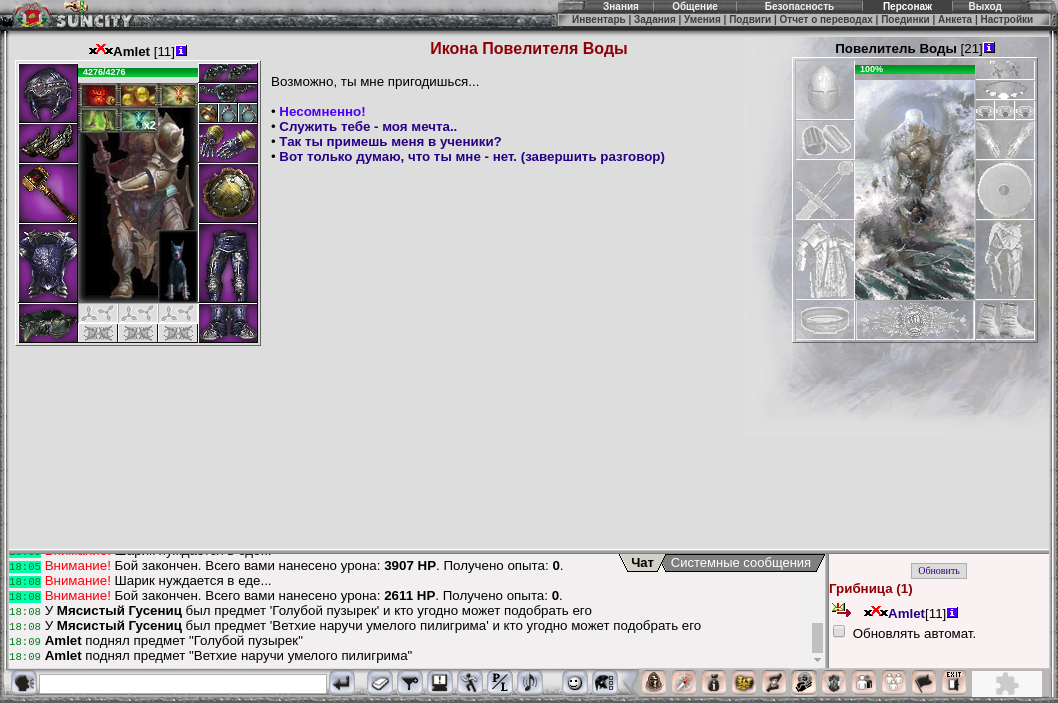 SUNCITY
Знания Общение Безопасность Персонаж Выход
Инвентарь | Задания | Умения | Подвиги | Отчет о переводах | Поединки | Анкета | Настройки
Amlet [11]
4276/4276
x2
Икона Повелителя Воды
Возможно, ты мне пригодишься...
• Несомненно!
• Служить тебе - моя мечта..
• Так ты примешь меня в ученики?
• Вот только думаю, что ты мне - нет. (завершить разговор)
Повелитель Воды [21]
100%
Внимание! Шарик нуждается в еде...
18:05 Внимание! Бой закончен. Всего вами нанесено урона: 3907 HP. Получено опыта: 0.
18:08 Внимание! Шарик нуждается в еде...
18:08 Внимание! Бой закончен. Всего вами нанесено урона: 2611 HP. Получено опыта: 0.
18:08 У Мясистый Гусениц был предмет 'Голубой пузырек' и кто угодно может подобрать его
18:08 У Мясистый Гусениц был предмет 'Ветхие наручи умелого пилигрима' и кто угодно может подобрать его
18:09 Amlet поднял предмет "Голубой пузырек"
18:09 Amlet поднял предмет "Ветхие наручи умелого пилигрима"
Чат Системные сообщения
Обновить
Грибница (1)
Amlet[11]
Обновлять автомат.
P/L
EXIT